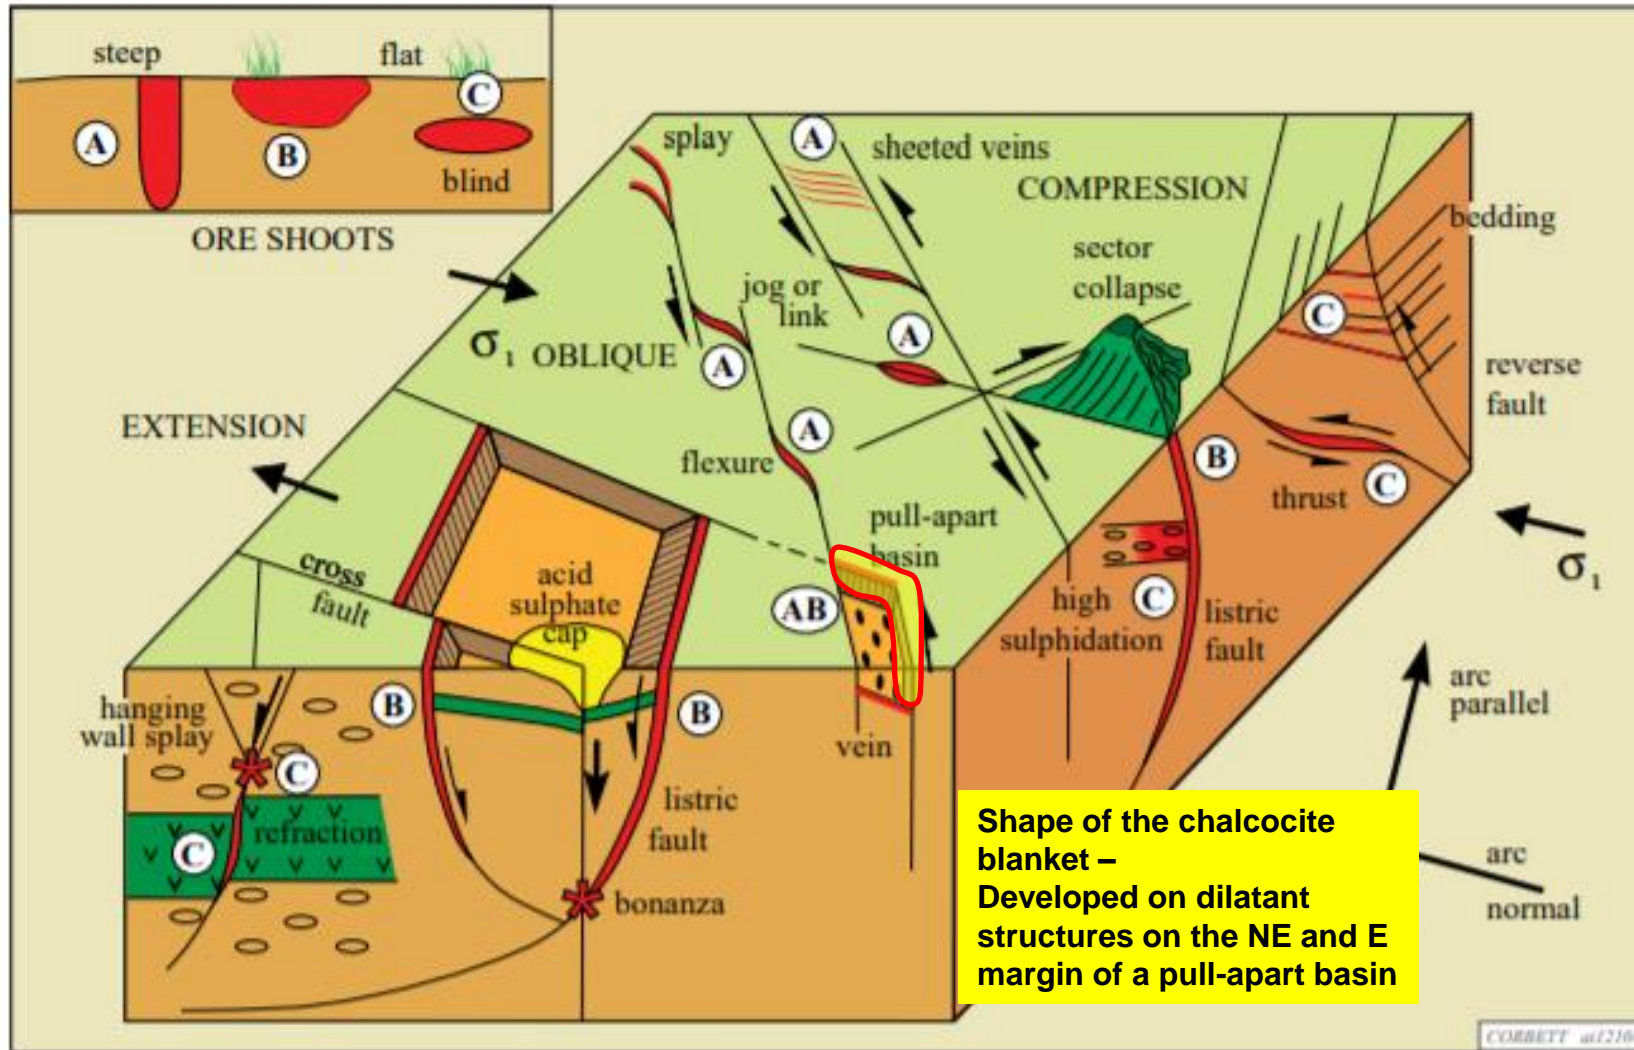 steep
flat
A
B
C
blind
ORE SHOOTS
splay
A
sheeted veins
COMPRESSION
bedding
sector
collapse
jog or
link
σ1
OBLIQUE
A
A
C
reverse
fault
EXTENSION
A
flexure
B
thrust
C
pull-apart
basin
σ1
cross
fault
acid
sulphate
cap
AB
high
sulphidation
C
listric
fault
arc
parallel
hanging
wall splay
B
B
vein
C
listric
fault
refraction
C
bonanza
Shape of the chalcocite
blanket –
Developed on dilatant
structures on the NE and E
margin of a pull-apart basin
arc
normal
CORBETT